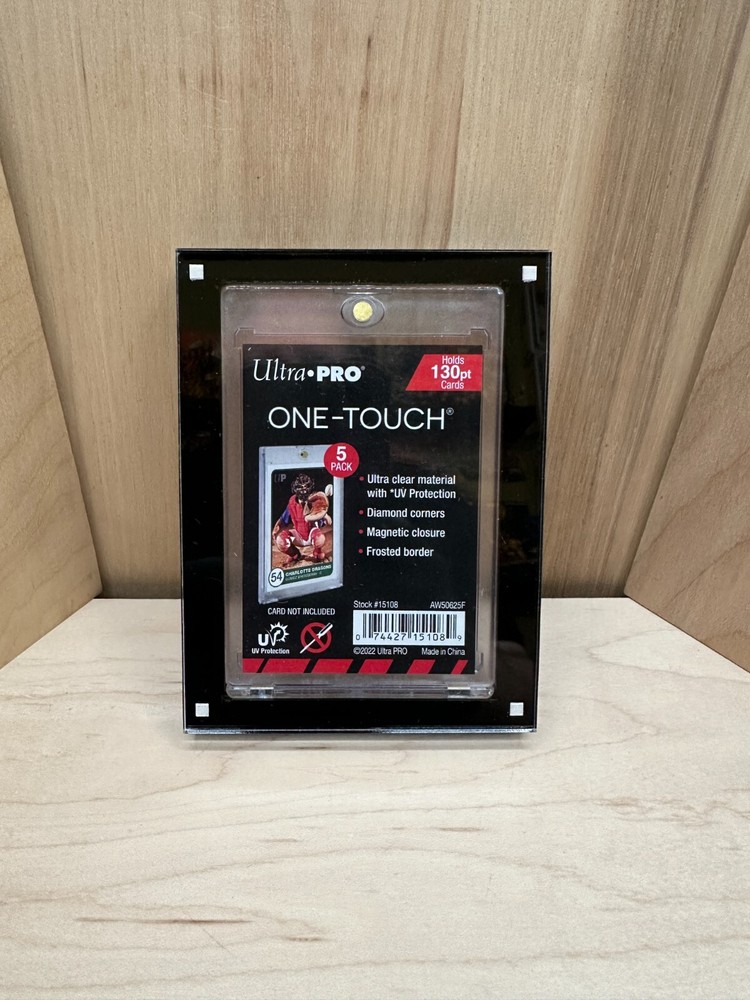 Ultra•PRO®
Holds
130pt
Cards
ONE-TOUCH®
5
PACK
• Ultra clear material
with *UV Protection
• Diamond corners
• Magnetic closure
• Frosted border
UP
54
CHARLOTTE DRAGONS
CARD NOT INCLUDED
UV
UV Protection
Stock #15108 AW50625F
0 74427 15108 9
©2022 Ultra PRO Made in China